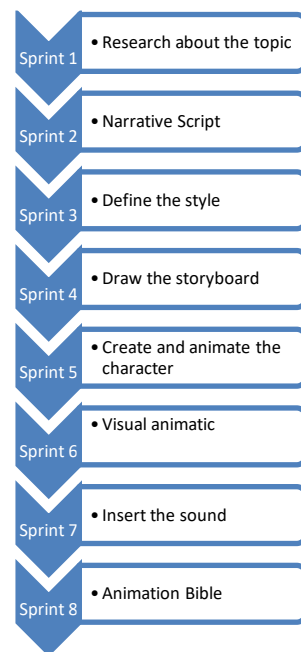 Sprint 1
• Research about the topic
Sprint 2
• Narrative Script
Sprint 3
• Define the style
Sprint 4
• Draw the storyboard
Sprint 5
• Create and animate the
character
Sprint 6
• Visual animatic
Sprint 7
• Insert the sound
Sprint 8
• Animation Bible